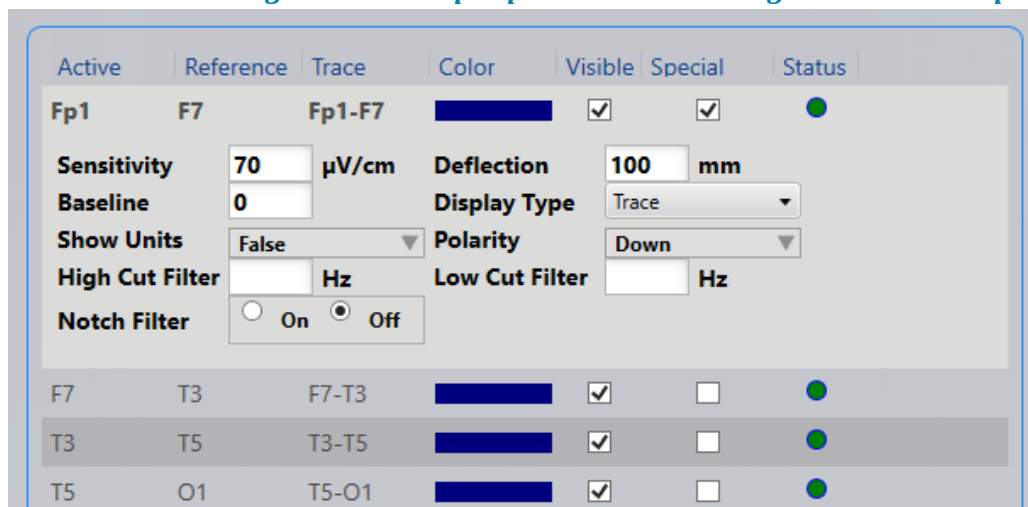 Active Reference Trace Color Visible Special Status
Fp1 F7 Fp1-F7
Sensitivity 70 µV/cm Deflection 100 mm
Baseline 0 Display Type Trace
Show Units False Polarity Down
High Cut Filter Hz Low Cut Filter Hz
Notch Filter On Off
F7 T3 F7-T3
T3 T5 T3-T5
T5 O1 T5-O1